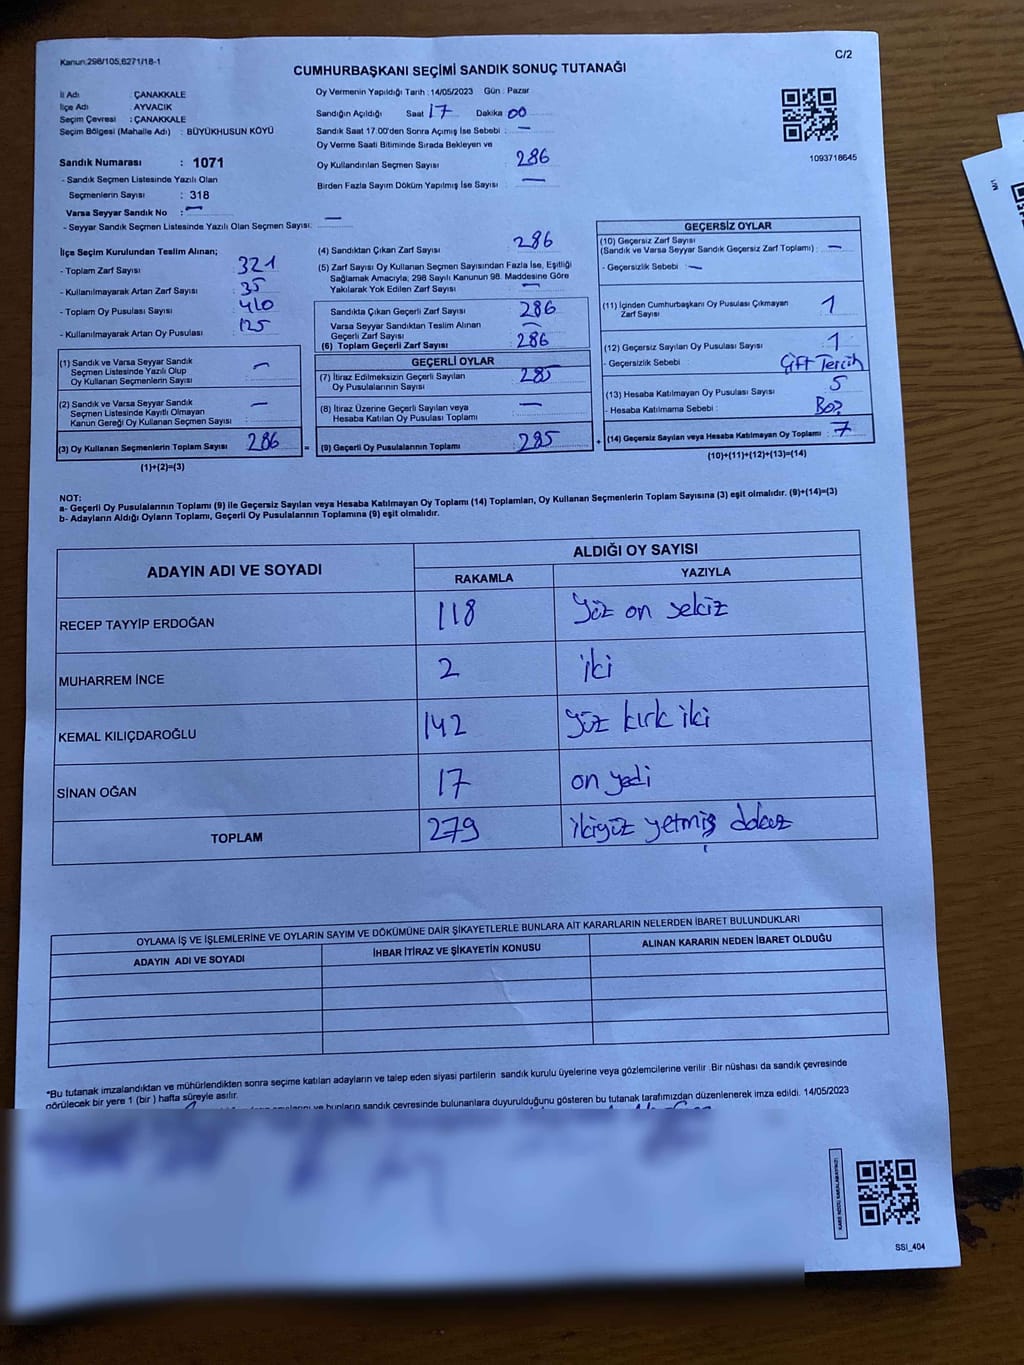 Kanun.298/105,6271/18-1
C/2
CUMHURBAŞKANI SEÇİMİ SANDIK SONUÇ TUTANAĞI
İl Adı : ÇANAKKALE
İlçe Adı : AYVACIK
Seçim Çevresi : ÇANAKKALE
Seçim Bölgesi (Mahalle Adı) : BÜYÜKHUSUN KÖYÜ
Sandık Numarası : 1071
- Sandık Seçmen Listesinde Yazılı Olan
Seçmenlerin Sayısı : 318
Varsa Seyyar Sandık No : —
- Seyyar Sandık Seçmen Listesinde Yazılı Olan Seçmen Sayısı: —
Oy Vermenin Yapıldığı Tarih : 14/05/2023 Gün : Pazar
Sandığın Açıldığı Saat 17 Dakika 00
Sandık Saat 17.00'den Sonra Açımış İse Sebebi : —
Oy Verme Saati Bitiminde Sırada Bekleyen ve
Oy Kullandırılan Seçmen Sayısı : 286
Birden Fazla Sayım Döküm Yapılmış İse Sayısı : —
1093718645
İlçe Seçim Kurulundan Teslim Alınan;
- Toplam Zarf Sayısı : 321
- Kullanılmayarak Artan Zarf Sayısı : 35
- Toplam Oy Pusulası Sayısı : 410
- Kullanılmayarak Artan Oy Pusulası : 125
(1) Sandık ve Varsa Seyyar Sandık
Seçmen Listesinde Yazılı Olup
Oy Kullanan Seçmenlerin Sayısı : —
(2) Sandık ve Varsa Seyyar Sandık
Seçmen Listesinde Kayıtlı Olmayan
Kanun Gereği Oy Kullanan Seçmen Sayısı : —
(3) Oy Kullanan Seçmenlerin Toplam Sayısı : 286 =
(1)+(2)=(3)
(4) Sandıktan Çıkan Zarf Sayısı : 286
(5) Zarf Sayısı Oy Kullanan Seçmen Sayısından Fazla İse, Eşitliği
Sağlamak Amacıyla, 298 Sayılı Kanunun 98. Maddesine Göre
Yakılarak Yok Edilen Zarf Sayısı : —
Sandıkta Çıkan Geçerli Zarf Sayısı : 286
Varsa Seyyar Sandıktan Teslim Alınan
Geçerli Zarf Sayısı : —
(6) Toplam Geçerli Zarf Sayısı : 286
GEÇERLİ OYLAR
(7) İtiraz Edilmeksizin Geçerli Sayılan
Oy Pusulalarının Sayısı : 285
(8) İtiraz Üzerine Geçerli Sayılan veya
Hesaba Katılan Oy Pusulası Toplamı : —
(9) Geçerli Oy Pusulalarının Toplamı : 285 +
GEÇERSİZ OYLAR
(10) Geçersiz Zarf Sayısı
(Sandık ve Varsa Seyyar Sandık Geçersiz Zarf Toplamı) : —
- Geçersizlik Sebebi : —
(11) İçinden Cumhurbaşkanı Oy Pusulası Çıkmayan
Zarf Sayısı : 1
(12) Geçersiz Sayılan Oy Pusulası Sayısı : 1
- Geçersizlik Sebebi : Çift Tercih
(13) Hesaba Katılmayan Oy Pusulası Sayısı : 5
- Hesaba Katılmama Sebebi : Boş
(14) Geçersiz Sayılan veya Hesaba Katılmayan Oy Toplamı : 7
(10)+(11)+(12)+(13)=(14)
NOT:
a- Geçerli Oy Pusulalarının Toplamı (9) ile Geçersiz Sayılan veya Hesaba Katılmayan Oy Toplamı (14) Toplamları, Oy Kullanan Seçmenlerin Toplam Sayısına (3) eşit olmalıdır. (9)+(14)=(3)
b- Adayların Aldığı Oyların Toplamı, Geçerli Oy Pusulalarının Toplamına (9) eşit olmalıdır.
ADAYIN ADI VE SOYADI ALDIĞI OY SAYISI
RAKAMLA YAZIYLA
RECEP TAYYİP ERDOĞAN 118 Yüz on sekiz
MUHARREM İNCE 2 iki
KEMAL KILIÇDAROĞLU 142 Yüz kırk iki
SİNAN OĞAN 17 on yedi
TOPLAM 279 ikiyüz yetmiş dokuz
OYLAMA İŞ VE İŞLEMLERİNE VE OYLARIN SAYIM VE DÖKÜMÜNE DAİR ŞİKAYETLERLE BUNLARA AİT KARARLARIN NELERDEN İBARET BULUNDUKLARI
ADAYIN ADI VE SOYADI İHBAR İTİRAZ VE ŞİKAYETİN KONUSU ALINAN KARARIN NEDEN İBARET OLDUĞU
*Bu tutanak imzalandıktan ve mühürlendikten sonra seçime katılan adayların ve talep eden siyasi partilerin sandık kurulu üyelerine veya gözlemcilerine verilir. Bir nüshası da sandık çevresinde
görülecek bir yere 1 (bir ) hafta süreyle asılır.
ve bunların sandık çevresinde bulunanlara duyurulduğunu gösteren bu tutanak tarafımızdan düzenlenerek imza edildi. 14/05/2023
SSI_404